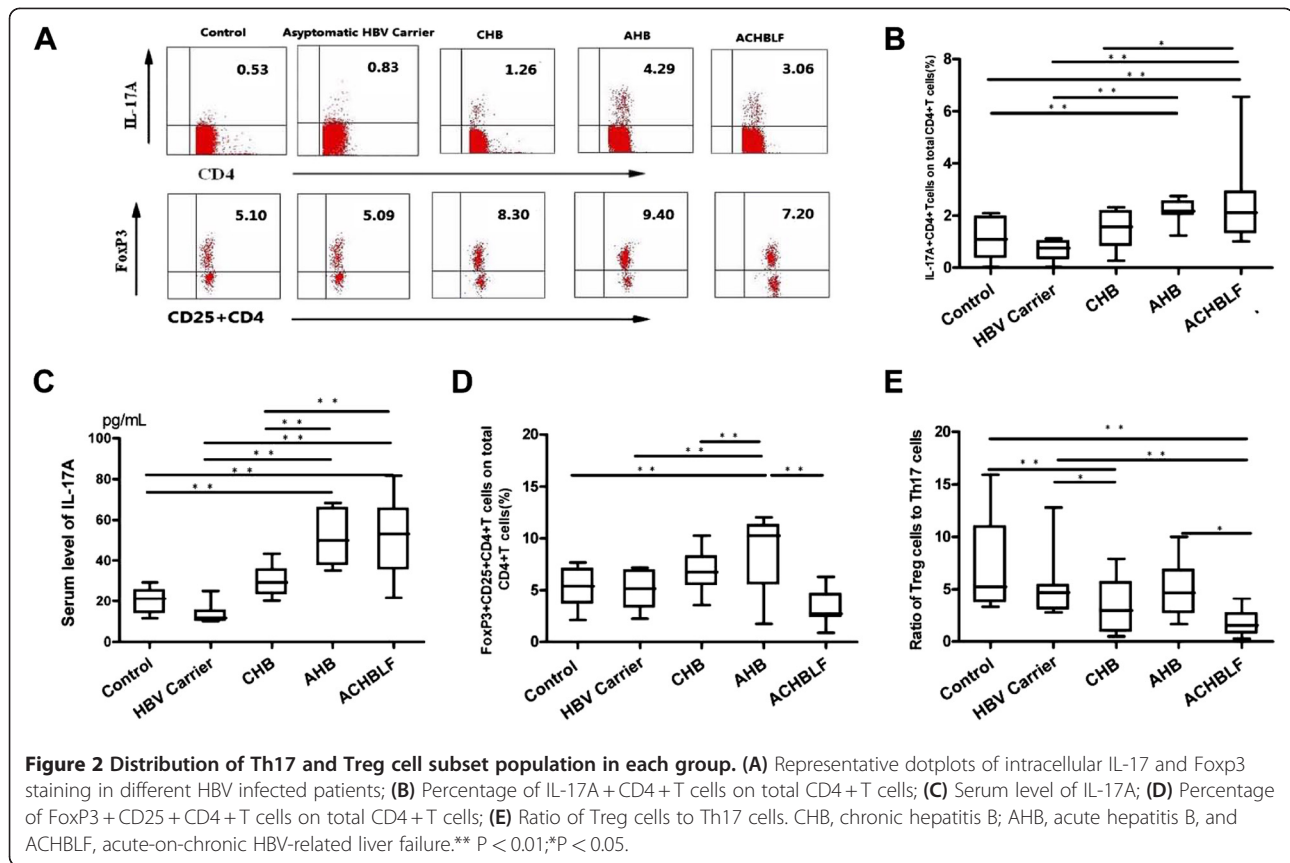 A
Control
Asyptomatic HBV Carrier
CHB
AHB
ACHBLF
IL-17A
0.53
0.83
1.26
4.29
3.06
CD4
FoxP3
5.10
5.09
8.30
9.40
7.20
CD25+CD4
B
IL-17A+CD4+Tcells on total CD4+T cells(%)
8
6
4
2
0
*
* *
* *
* *
* *
Control
HBV Carrier
CHB
AHB
ACHBLF
C
pg/mL
Serum level of IL-17A
100
80
60
40
20
0
* *
* *
* *
* *
* *
* *
Control
HBV Carrier
CHB
AHB
ACHBLF
D
FoxP3+CD25+CD4+T cells on total
CD4+T cells(%)
20
15
10
5
0
* *
* *
* *
* *
Control
HBV Carrier
CHB
AHB
ACHBLF
E
Ratio of Treg cells to Th17 cells
20
15
10
5
0
* *
* *
* *
*
*
Control
HBV Carrier
CHB
AHB
ACHBLF
Figure 2 Distribution of Th17 and Treg cell subset population in each group. (A) Representative dotplots of intracellular IL-17 and Foxp3
staining in different HBV infected patients; (B) Percentage of IL-17A + CD4 + T cells on total CD4 + T cells; (C) Serum level of IL-17A; (D) Percentage
of FoxP3 + CD25 + CD4 + T cells on total CD4 + T cells; (E) Ratio of Treg cells to Th17 cells. CHB, chronic hepatitis B; AHB, acute hepatitis B, and
ACHBLF, acute-on-chronic HBV-related liver failure.** P < 0.01;*P < 0.05.